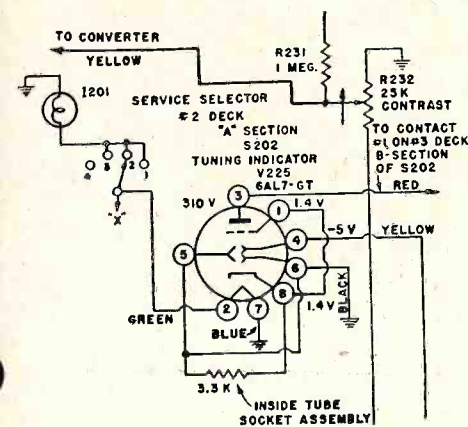 TO CONVERTER
YELLOW
R231
1 MEG.
R232
25K
CONTRAST
I201
SERVICE SELECTOR
#2 DECK
"A" SECTION
S202
TUNING INDICATOR
V225
6AL7-GT
TO CONTACT
#1 ON #3 DECK
B-SECTION
OF S202
RED
4 3 2 1
"X"
310 V
3
1
1.4 V
4
-5 V
YELLOW
5
6
BLACK
2
7
8
1.4 V
GREEN
BLUE
3.3 K
INSIDE TUBE
SOCKET ASSEMBLY